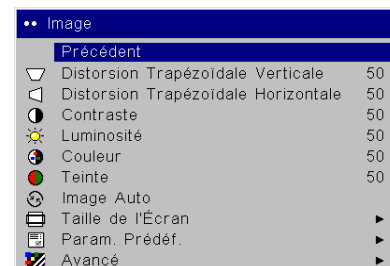 Image
Précédent
Distorsion Trapézoïdale Verticale 50
Distorsion Trapézoïdale Horizontale 50
Contraste 50
Luminosité 50
Couleur 50
Teinte 50
Image Auto
Taille de l'Écran
Param. Prédéf.
Avancé